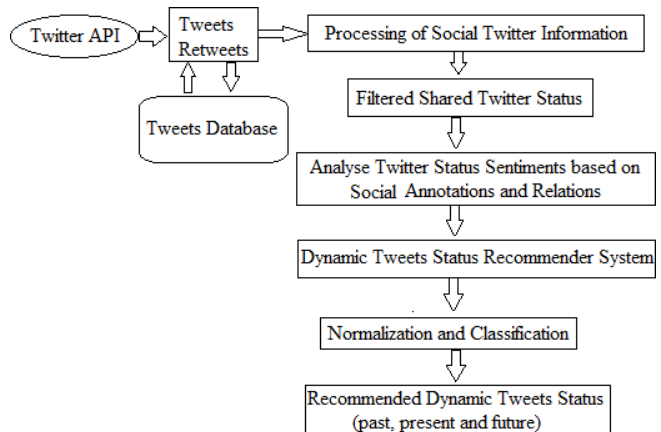 Twitter API
Tweets
Retweets
Tweets Database
Processing of Social Twitter Information
Filtered Shared Twitter Status
Analyse Twitter Status Sentiments based on
Social Annotations and Relations
Dynamic Tweets Status Recommender System
Normalization and Classification
Recommended Dynamic Tweets Status
(past, present and future)